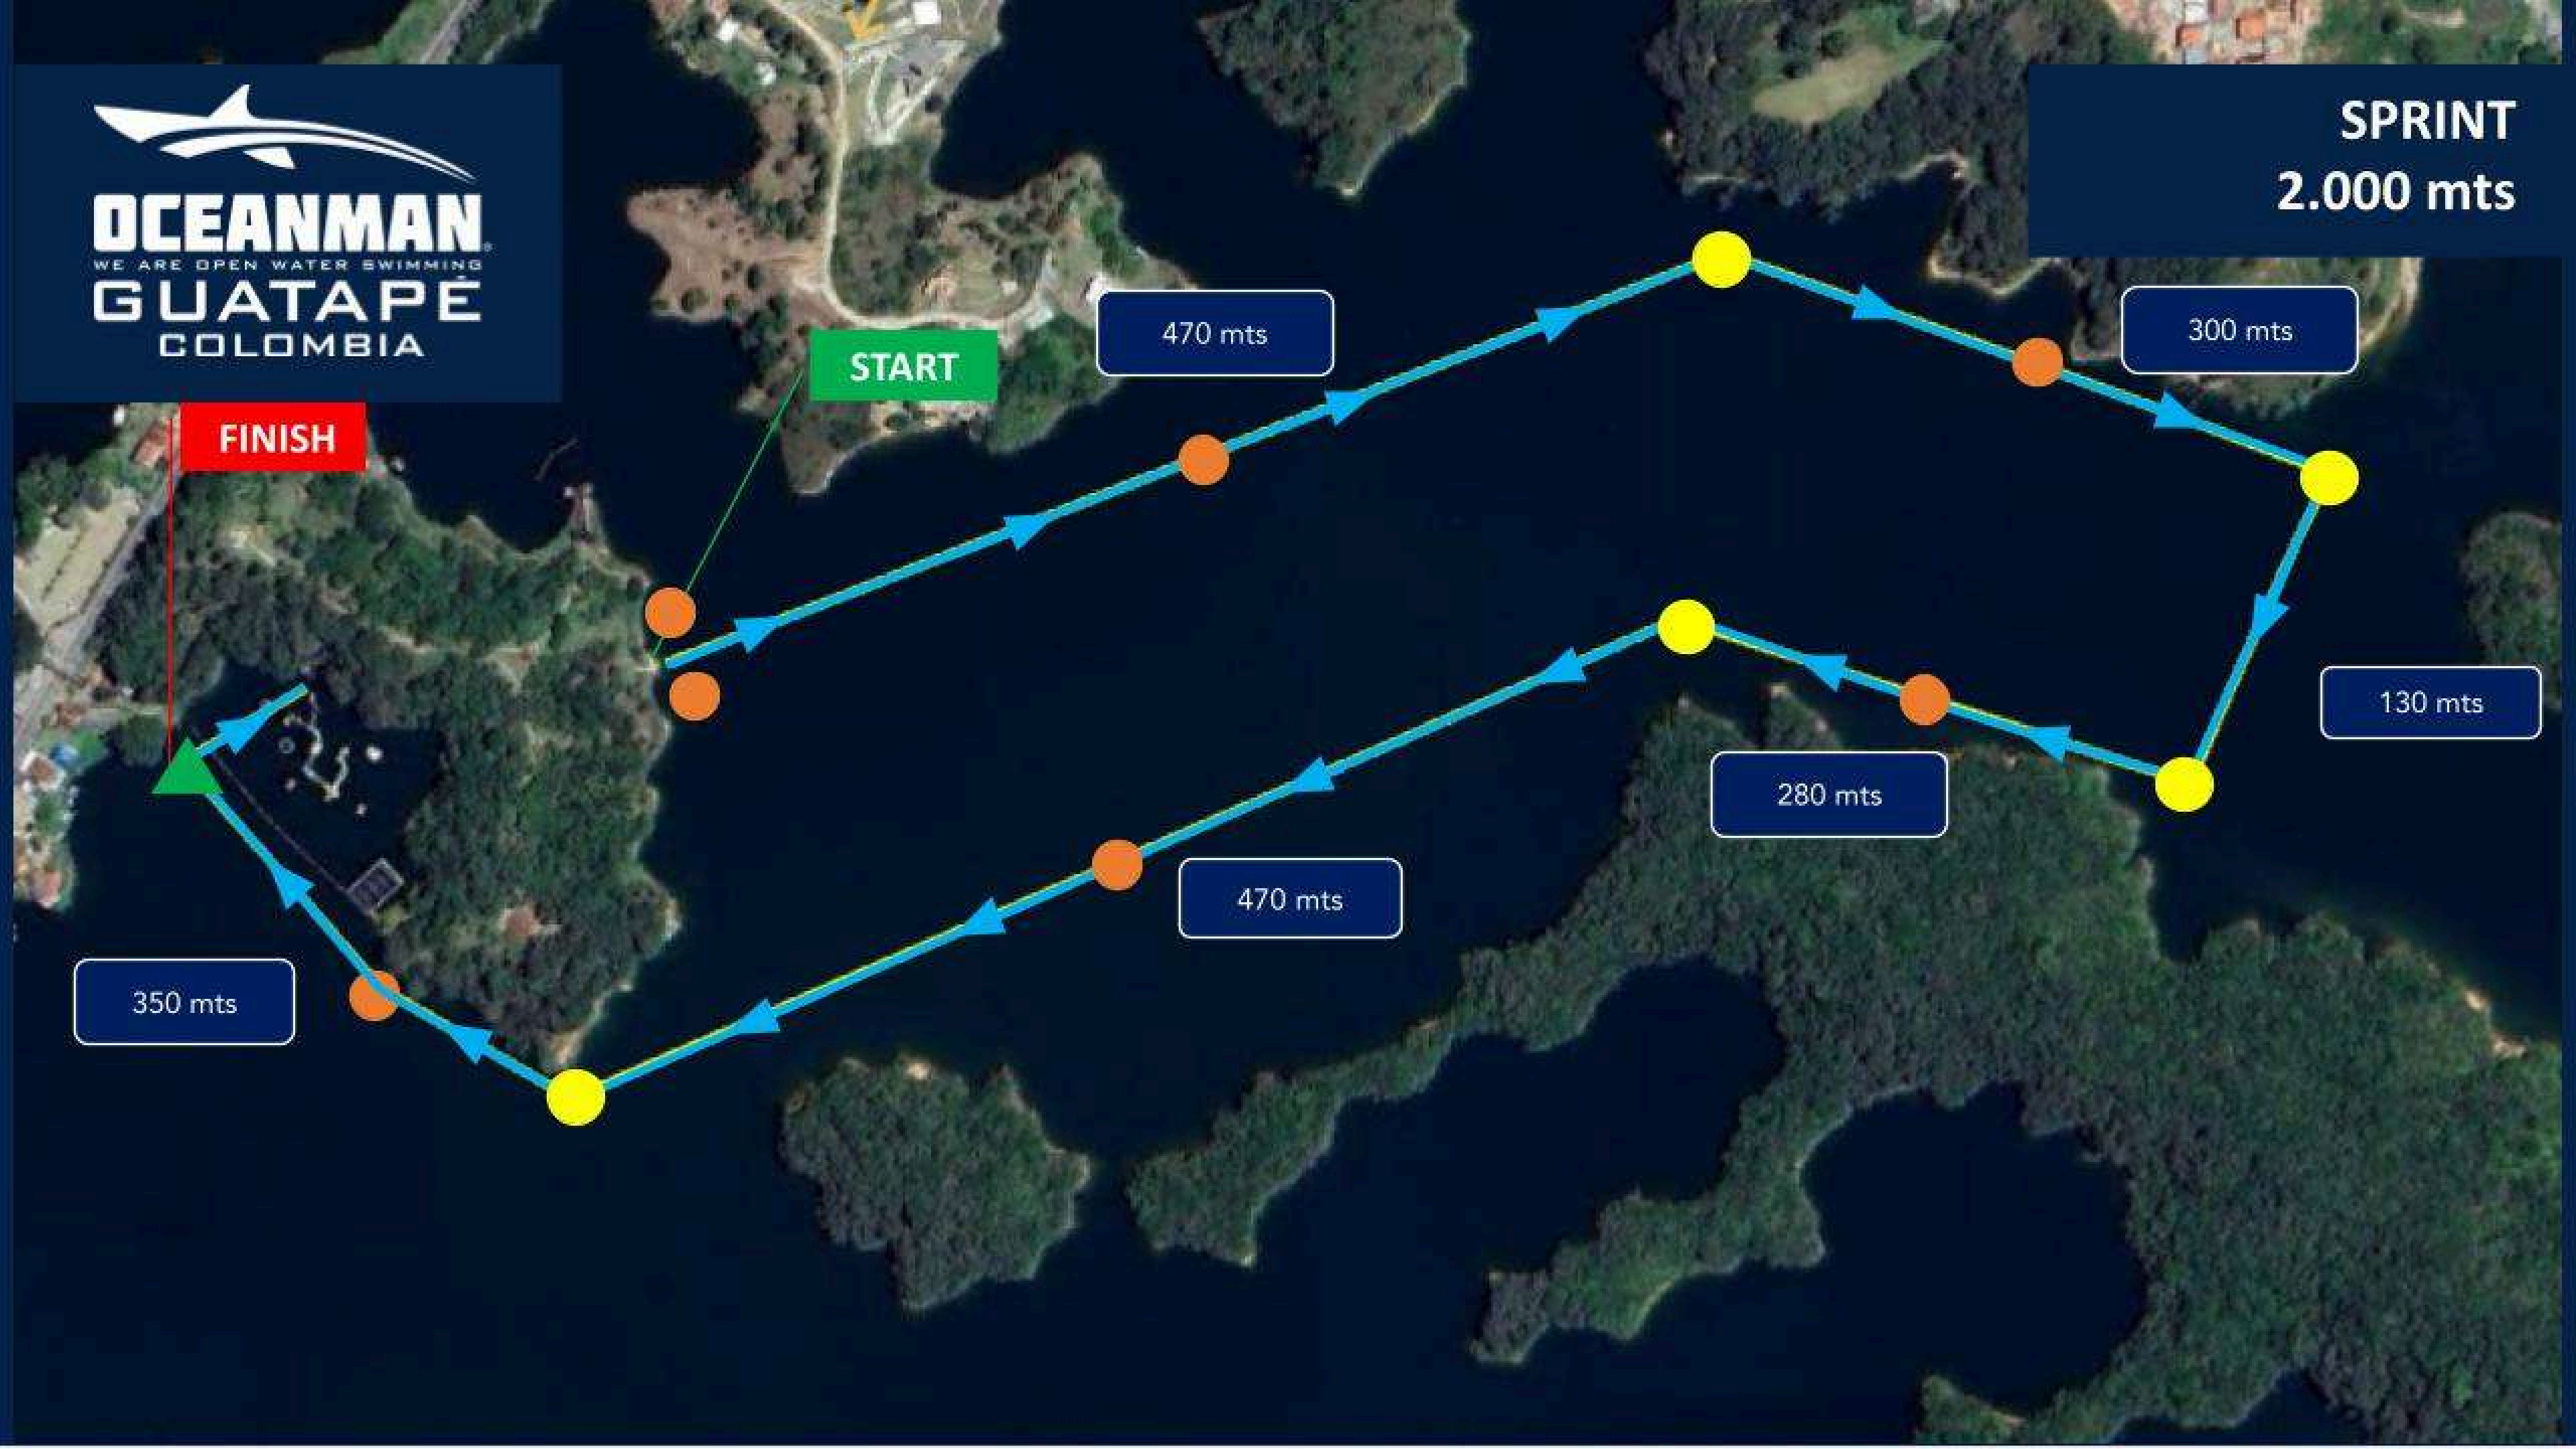 OCEANMAN®
WE ARE OPEN WATER SWIMMING
GUATAPÉ
COLOMBIA
SPRINT
2.000 mts
470 mts
300 mts
START
FINISH
130 mts
280 mts
470 mts
350 mts